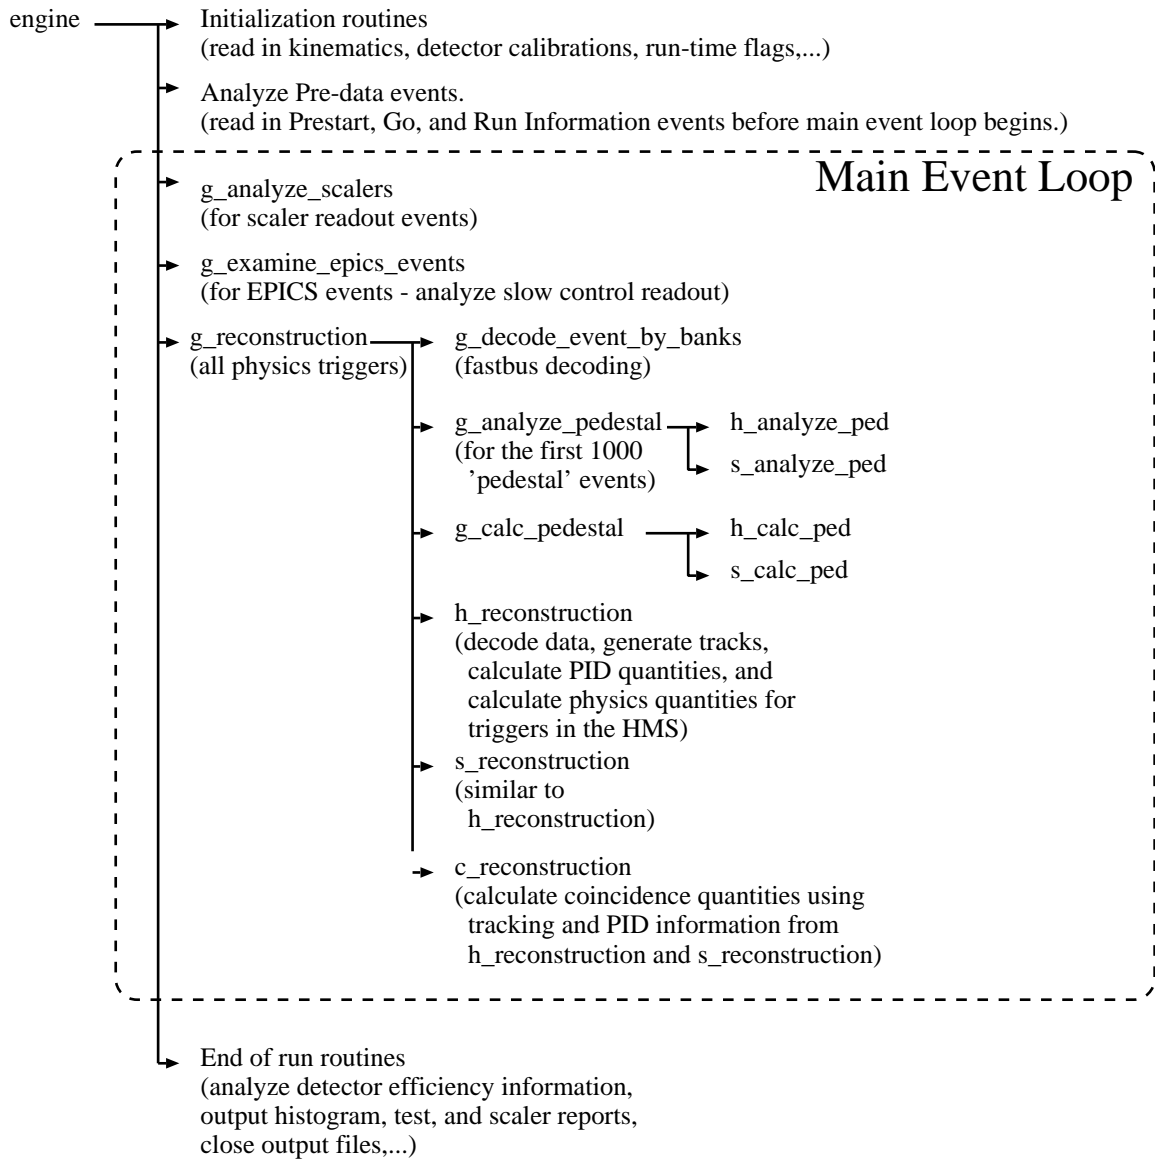 engine
Initialization routines
(read in kinematics, detector calibrations, run-time flags,...)
Analyze Pre-data events.
(read in Prestart, Go, and Run Information events before main event loop begins.)
Main Event Loop
g_analyze_scalers
(for scaler readout events)
g_examine_epics_events
(for EPICS events - analyze slow control readout)
g_reconstruction
(all physics triggers)
g_decode_event_by_banks
(fastbus decoding)
g_analyze_pedestal
(for the first 1000
’pedestal’ events)
h_analyze_ped
s_analyze_ped
g_calc_pedestal
h_calc_ped
s_calc_ped
h_reconstruction
(decode data, generate tracks,
calculate PID quantities, and
calculate physics quantities for
triggers in the HMS)
s_reconstruction
(similar to
h_reconstruction)
c_reconstruction
(calculate coincidence quantities using
tracking and PID information from
h_reconstruction and s_reconstruction)
End of run routines
(analyze detector efficiency information,
output histogram, test, and scaler reports,
close output files,...)